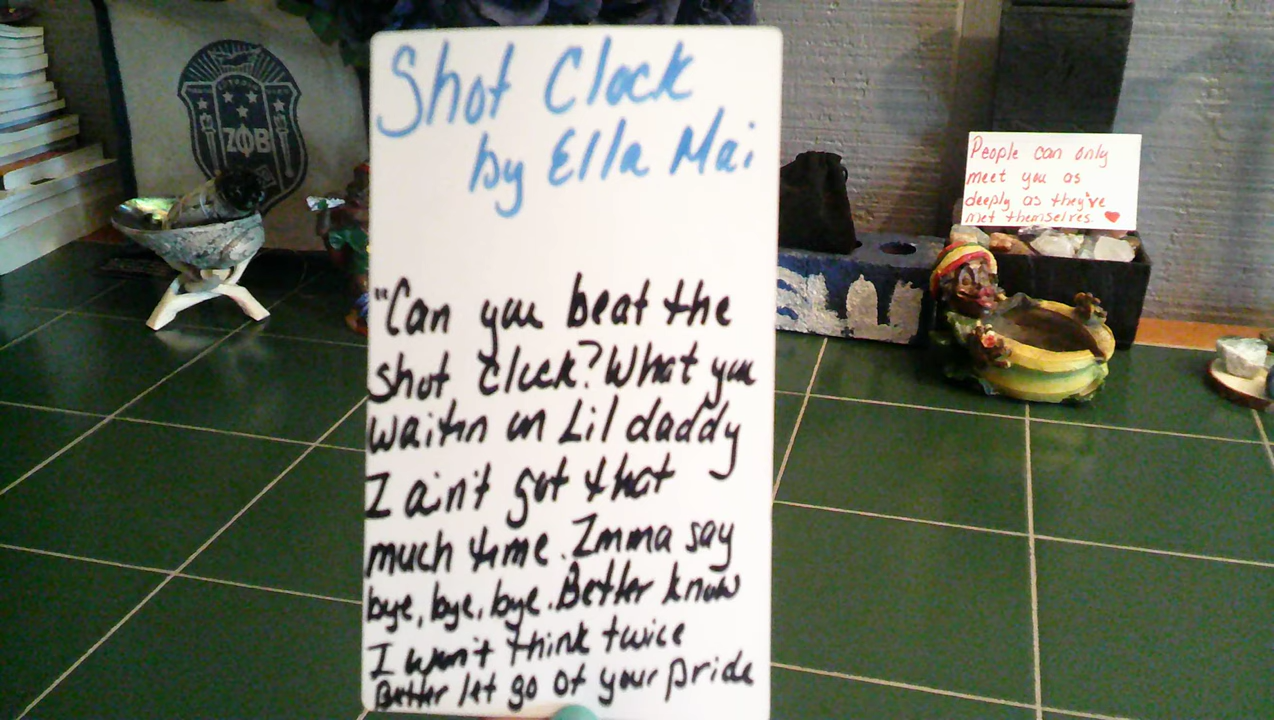 Shot Clock
by Ella Mai
"Can you beat the
shot clock? What you
waitin on Lil daddy
I ain't got that
much time. Imma say
bye, bye, bye. Better know
I won't think twice
Better let go of your pride
ΖΦΒ
People can only
meet you as
deeply as they've
met themselves. ♥